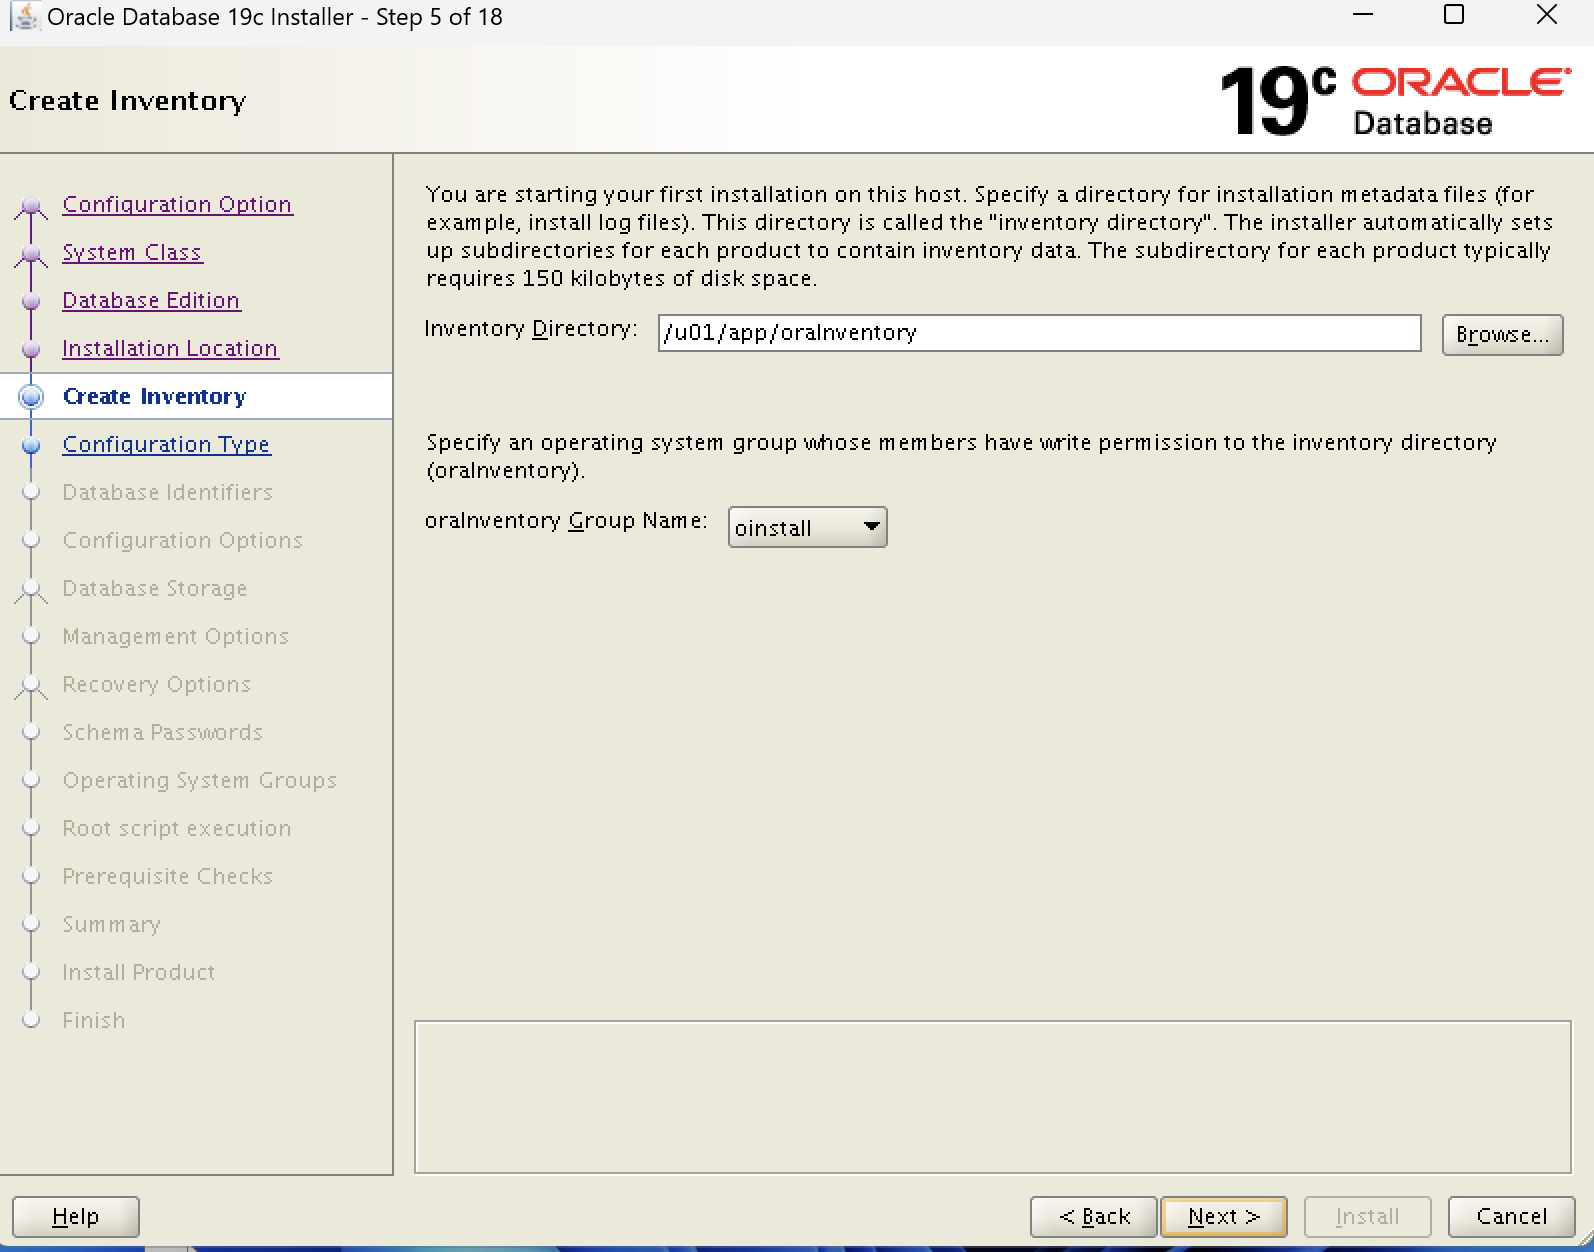 Oracle Database 19c Installer - Step 5 of 18
Create Inventory
19c ORACLE
Database
Configuration Option
System Class
Database Edition
Installation Location
Create Inventory
Configuration Type
Database Identifiers
Configuration Options
Database Storage
Management Options
Recovery Options
Schema Passwords
Operating System Groups
Root script execution
Prerequisite Checks
Summary
Install Product
Finish
You are starting your first installation on this host. Specify a directory for installation metadata files (for
example, install log files). This directory is called the "inventory directory". The installer automatically sets
up subdirectories for each product to contain inventory data. The subdirectory for each product typically
requires 150 kilobytes of disk space.
Inventory Directory: /u01/app/oraInventory Browse...
Specify an operating system group whose members have write permission to the inventory directory
(oraInventory).
oraInventory Group Name: oinstall
Help < Back Next > Install Cancel